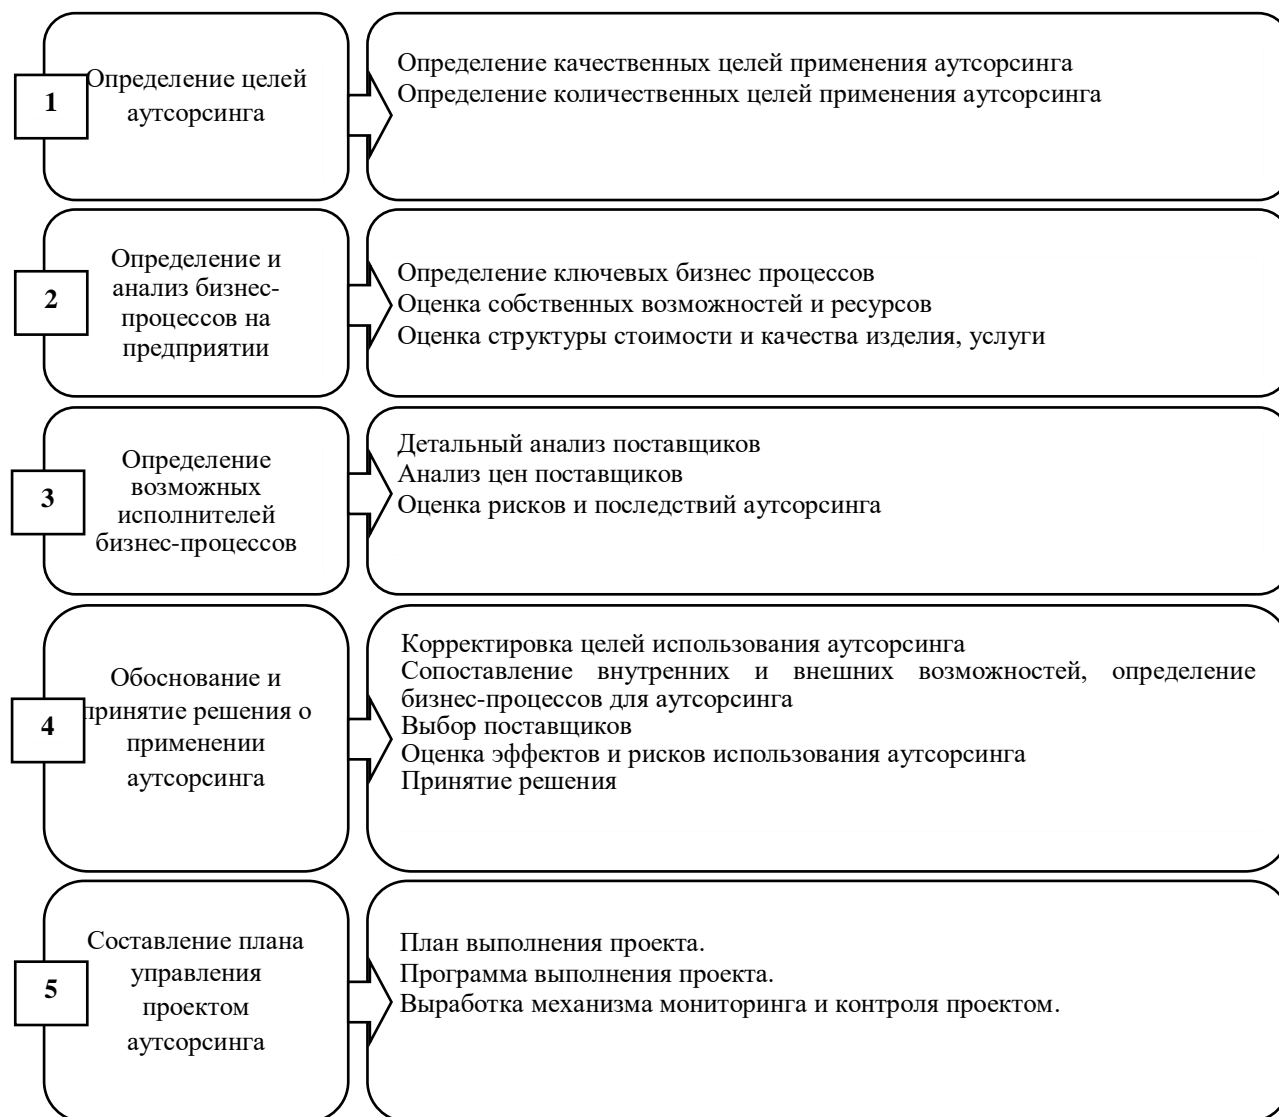 1
Определение целей
аутсорсинга
Определение качественных целей применения аутсорсинга
Определение количественных целей применения аутсорсинга
2
Определение и
анализ бизнес-
процессов на
предприятии
Определение ключевых бизнес процессов
Оценка собственных возможностей и ресурсов
Оценка структуры стоимости и качества изделия, услуги
3
Определение
возможных
исполнителей
бизнес-процессов
Детальный анализ поставщиков
Анализ цен поставщиков
Оценка рисков и последствий аутсорсинга
4
Обоснование и
принятие решения о
применении
аутсорсинга
Корректировка целей использования аутсорсинга
Сопоставление внутренних и внешних возможностей, определение
бизнес-процессов для аутсорсинга
Выбор поставщиков
Оценка эффектов и рисков использования аутсорсинга
Принятие решения
5
Составление плана
управления
проектом
аутсорсинга
План выполнения проекта.
Программа выполнения проекта.
Выработка механизма мониторинга и контроля проектом.